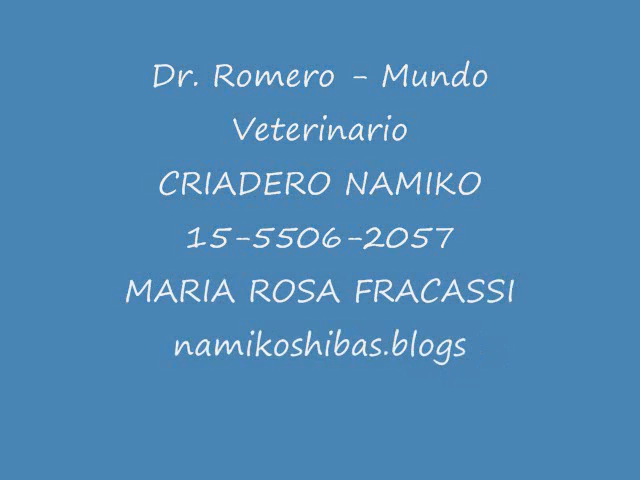 Dr. Romero - Mundo
Veterinario
CRIADERO NAMIKO
15-5506-2057
MARIA ROSA FRACASSI
namikoshibas.blogs